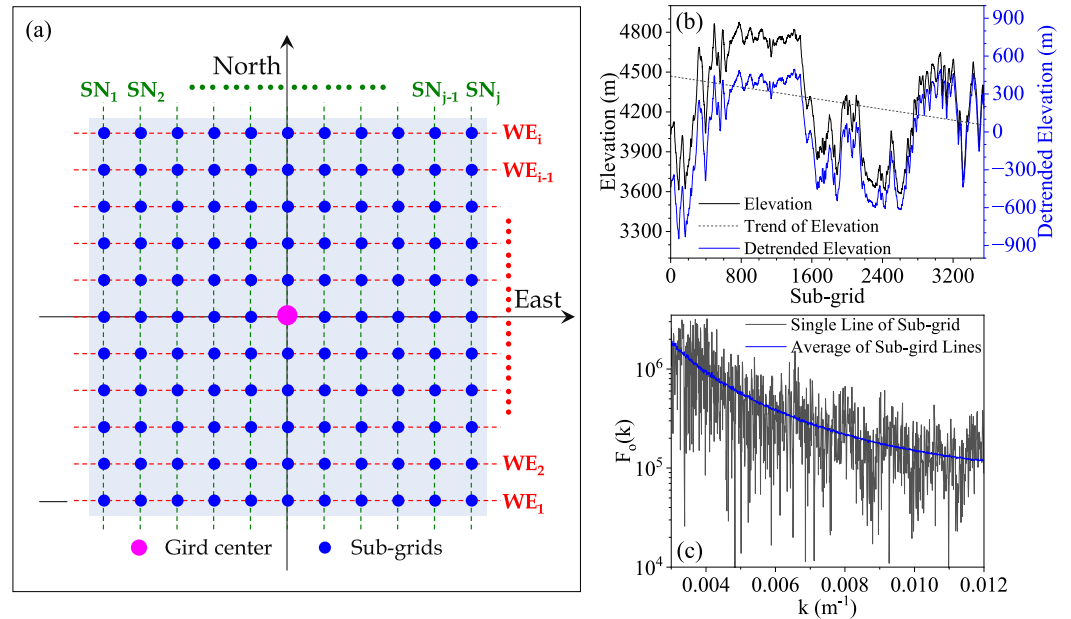 (a)
North
SN1 SN2 SNj-1 SNj
WEi
WEi-1
East
WE2
WE1
Gird center
Sub-grids
(b)
4800
4500
4200
3900
3600
3300
Elevation (m)
900
600
300
0
−300
−600
−900
Detrended Elevation (m)
Elevation
Trend of Elevation
Detrended Elevation
0 800 1600 2400 3200
Sub-grid
Single Line of Sub-grid
Average of Sub-gird Lines
10^6
10^5
10^4
Fo(k)
(c)
0.004 0.006 0.008 0.010 0.012
k (m^-1)